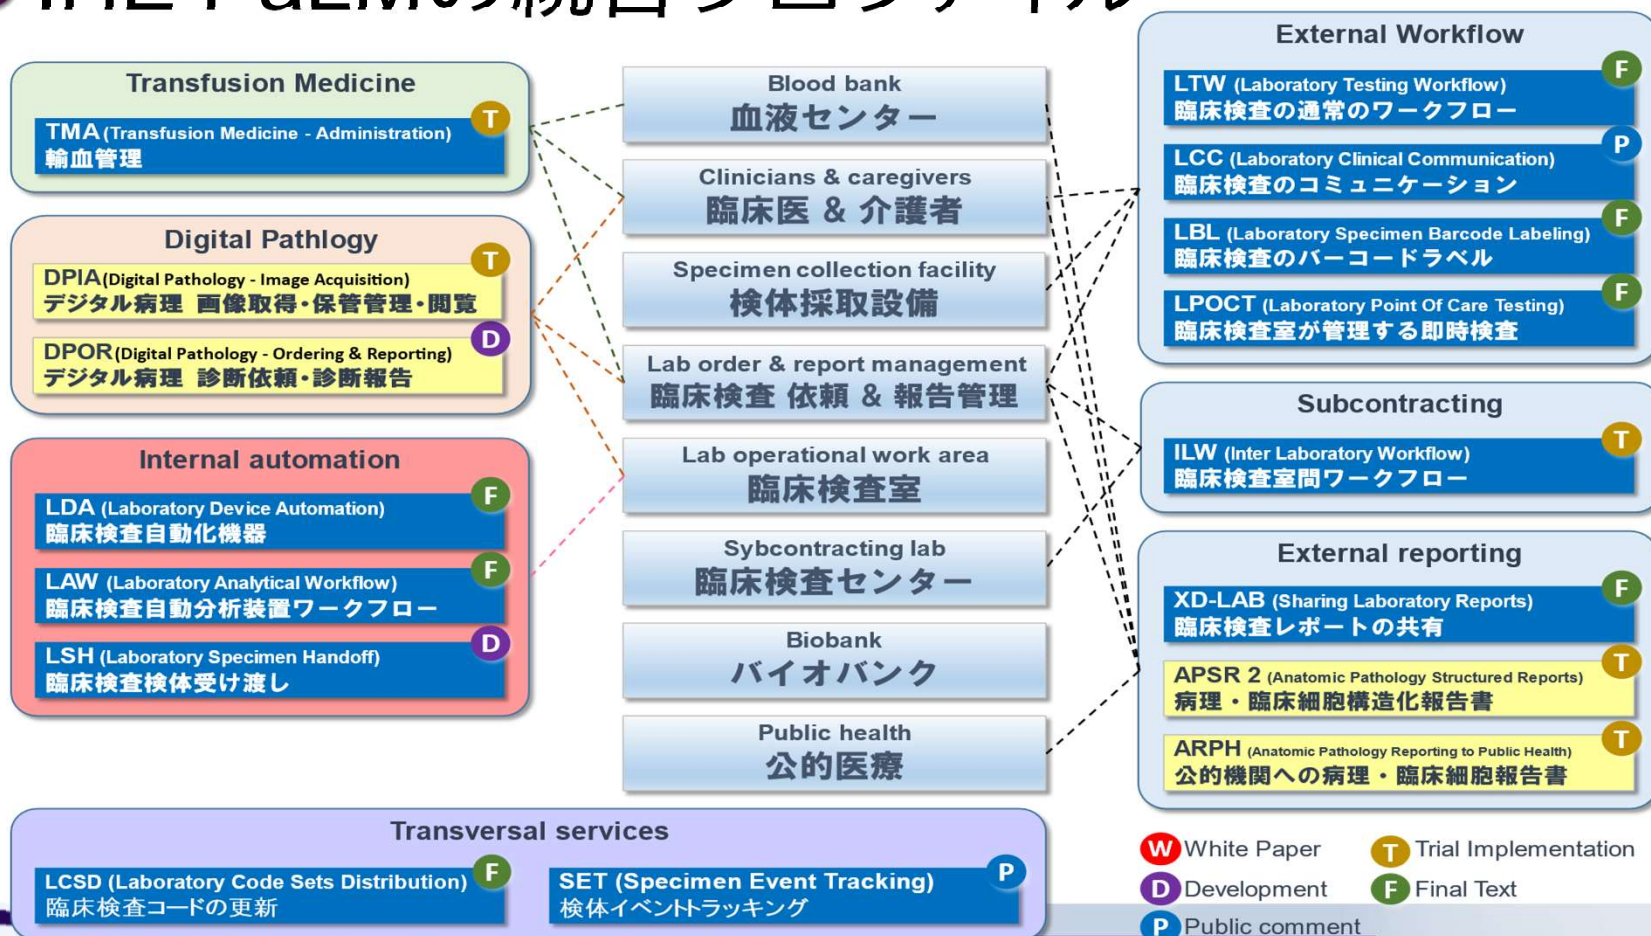 IHE PaLMの統合プロファイル
Transfusion Medicine
TMA (Transfusion Medicine - Administration)
輸血管理
T
Digital Pathlogy
DPIA(Digital Pathology - Image Acquisition)
デジタル病理 画像取得・保管管理・閲覧
T
DPOR(Digital Pathology - Ordering & Reporting)
デジタル病理 診断依頼・診断報告
D
Internal automation
LDA (Laboratory Device Automation)
臨床検査自動化機器
F
LAW (Laboratory Analytical Workflow)
臨床検査自動分析装置ワークフロー
F
LSH (Laboratory Specimen Handoff)
臨床検査検体受け渡し
D
Blood bank
血液センター
Clinicians & caregivers
臨床医 & 介護者
Specimen collection facility
検体採取設備
Lab order & report management
臨床検査 依頼 & 報告管理
Lab operational work area
臨床検査室
Sybcontracting lab
臨床検査センター
Biobank
バイオバンク
Public health
公的医療
External Workflow
LTW (Laboratory Testing Workflow)
臨床検査の通常のワークフロー
F
LCC (Laboratory Clinical Communication)
臨床検査のコミュニケーション
P
LBL (Laboratory Specimen Barcode Labeling)
臨床検査のバーコードラベル
F
LPOCT (Laboratory Point Of Care Testing)
臨床検査室が管理する即時検査
F
Subcontracting
ILW (Inter Laboratory Workflow)
臨床検査室間ワークフロー
T
External reporting
XD-LAB (Sharing Laboratory Reports)
臨床検査レポートの共有
F
APSR 2 (Anatomic Pathology Structured Reports)
病理・臨床細胞構造化報告書
T
ARPH (Anatomic Pathology Reporting to Public Health)
公的機関への病理・臨床細胞報告書
T
Transversal services
LCSD (Laboratory Code Sets Distribution)
臨床検査コードの更新
F
SET (Specimen Event Tracking)
検体イベントトラッキング
P
W White Paper
T Trial Implementation
D Development
F Final Text
P Public comment